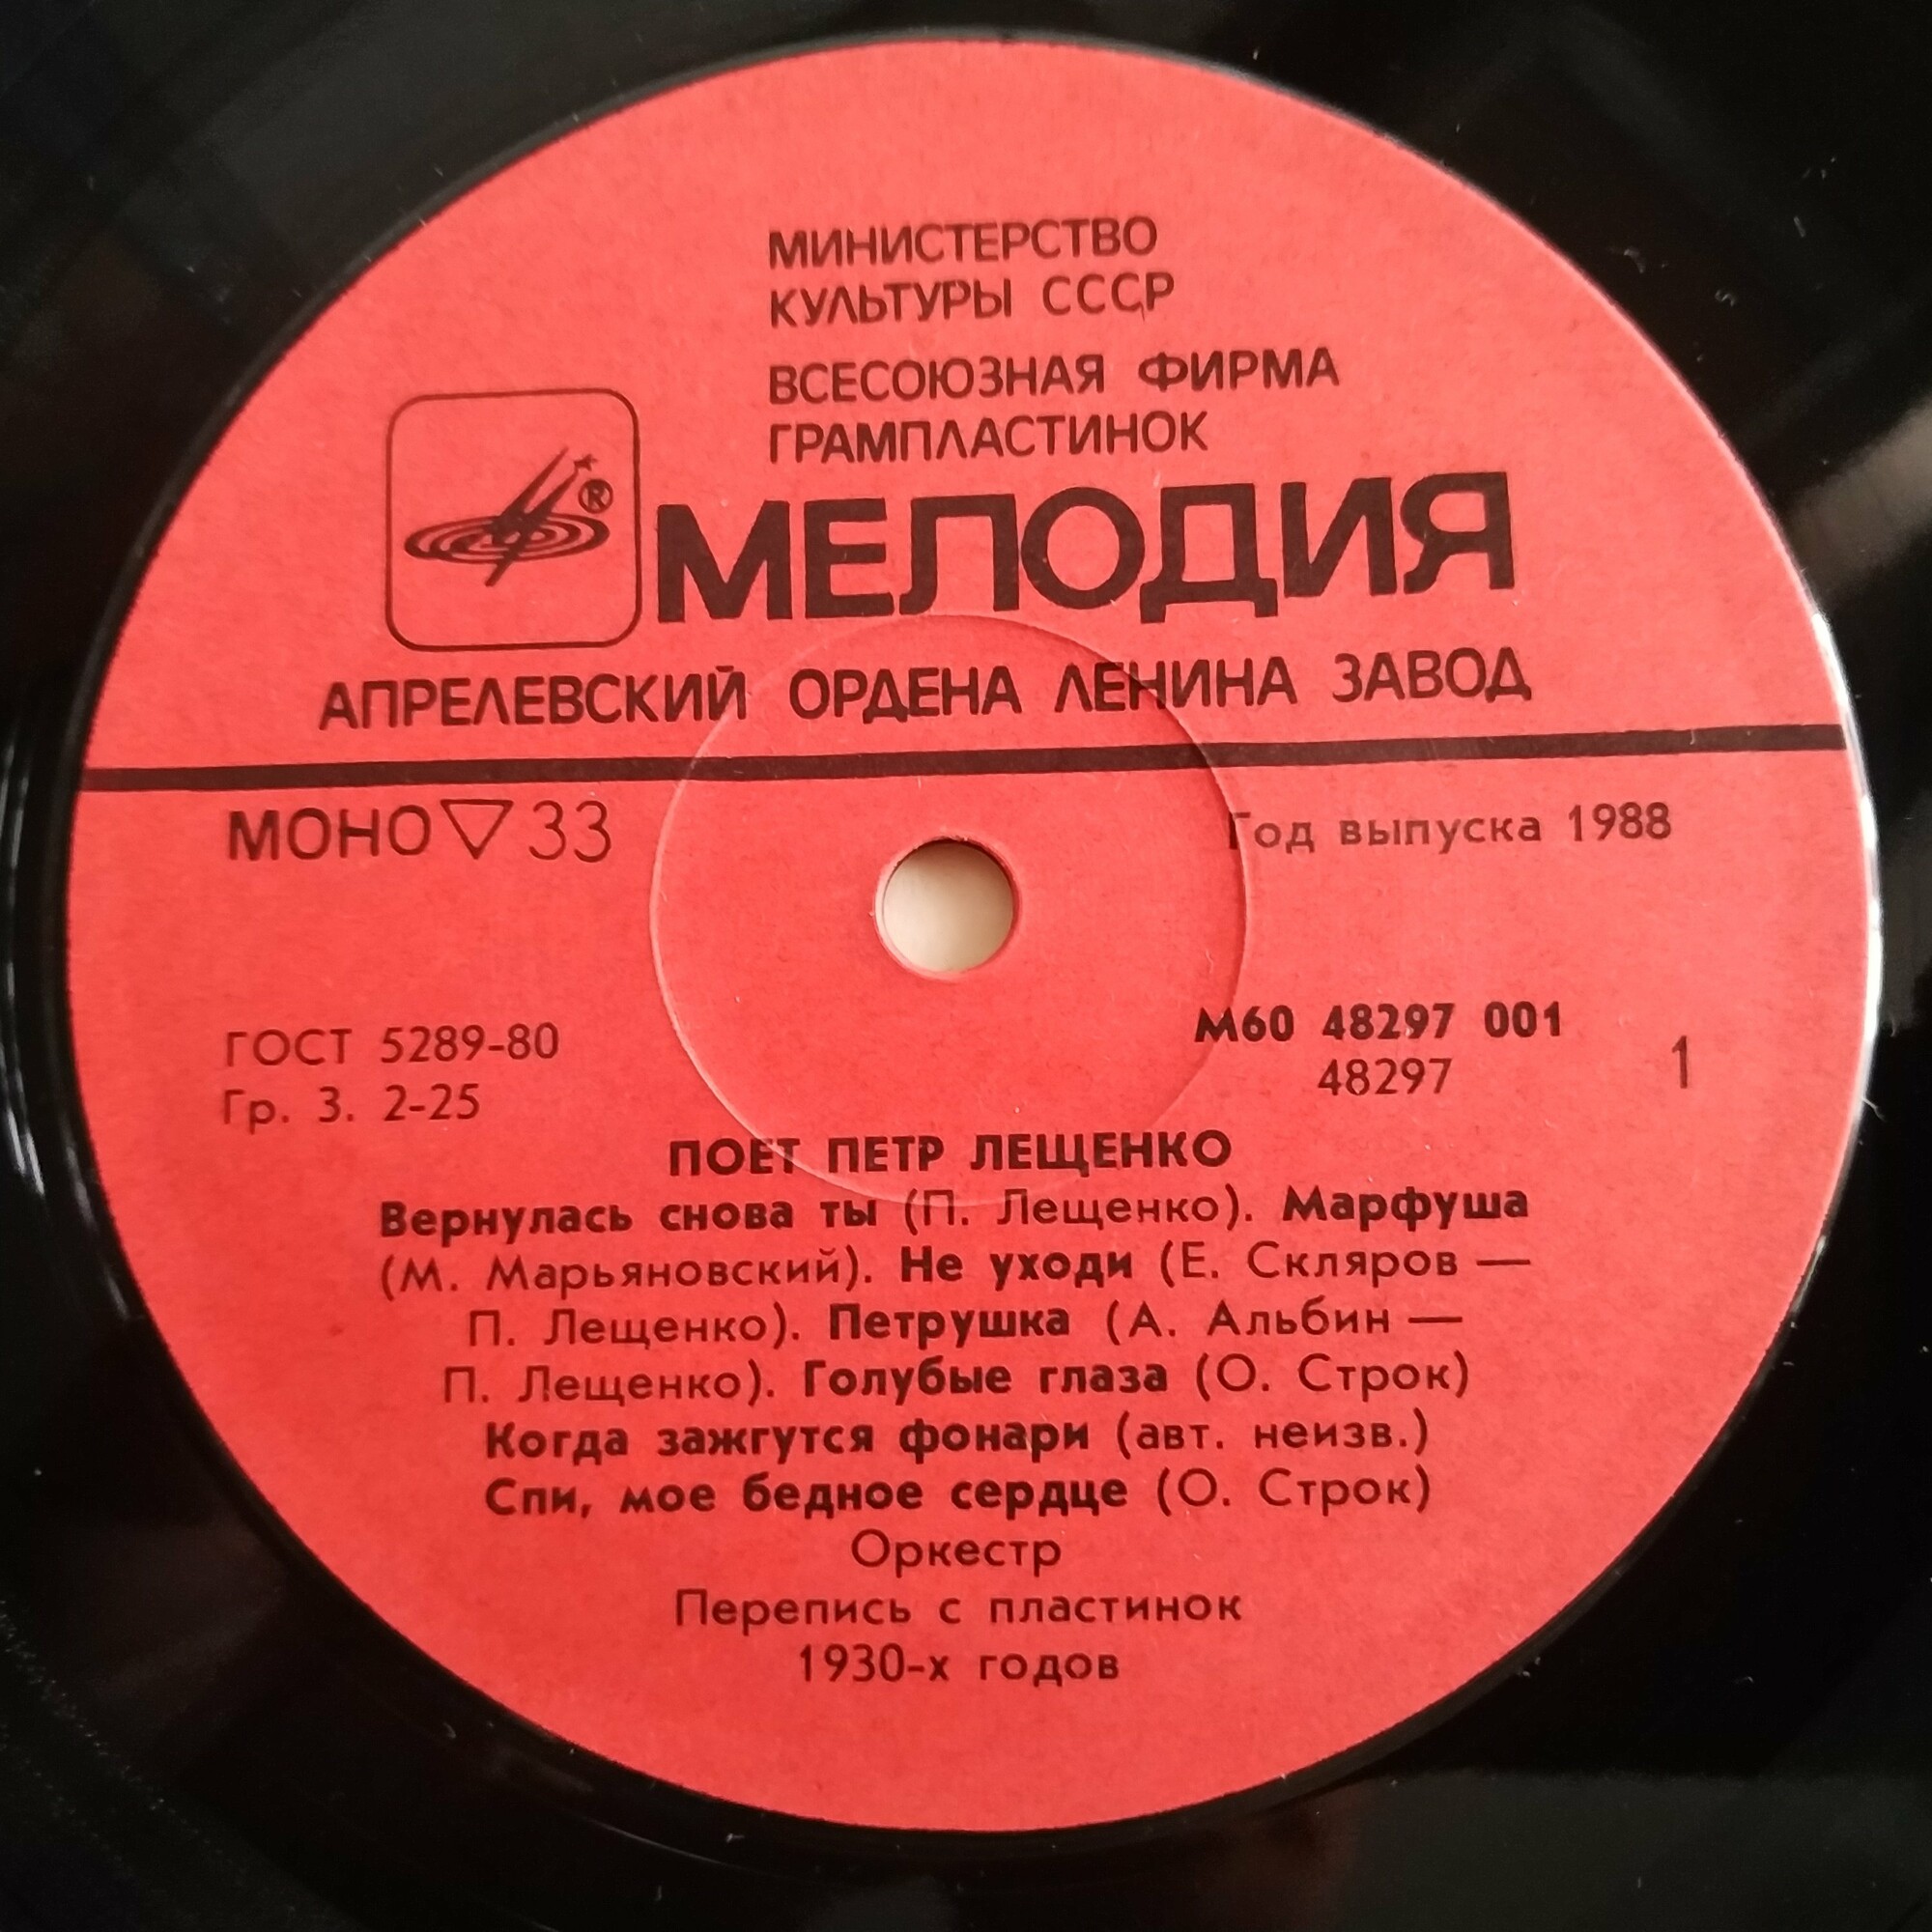 МИНИСТЕРСТВО
КУЛЬТУРЫ СССР
ВСЕСОЮЗНАЯ ФИРМА
ГРАМПЛАСТИНОК
®
МЕЛОДИЯ
АПРЕЛЕВСКИЙ ОРДЕНА ЛЕНИНА ЗАВОД
МОНО ▽ 33
Год выпуска 1988
ГОСТ 5289-80
Гр. 3. 2-25
М60 48297 001
48297
1
ПОЕТ ПЕТР ЛЕЩЕНКО
Вернулась снова ты (П. Лещенко). Марфуша
(М. Марьяновский). Не уходи (Е. Скляров —
П. Лещенко). Петрушка (А. Альбин —
П. Лещенко). Голубые глаза (О. Строк)
Когда зажгутся фонари (авт. неизв.)
Спи, мое бедное сердце (О. Строк)
Оркестр
Перепись с пластинок
1930-х годов